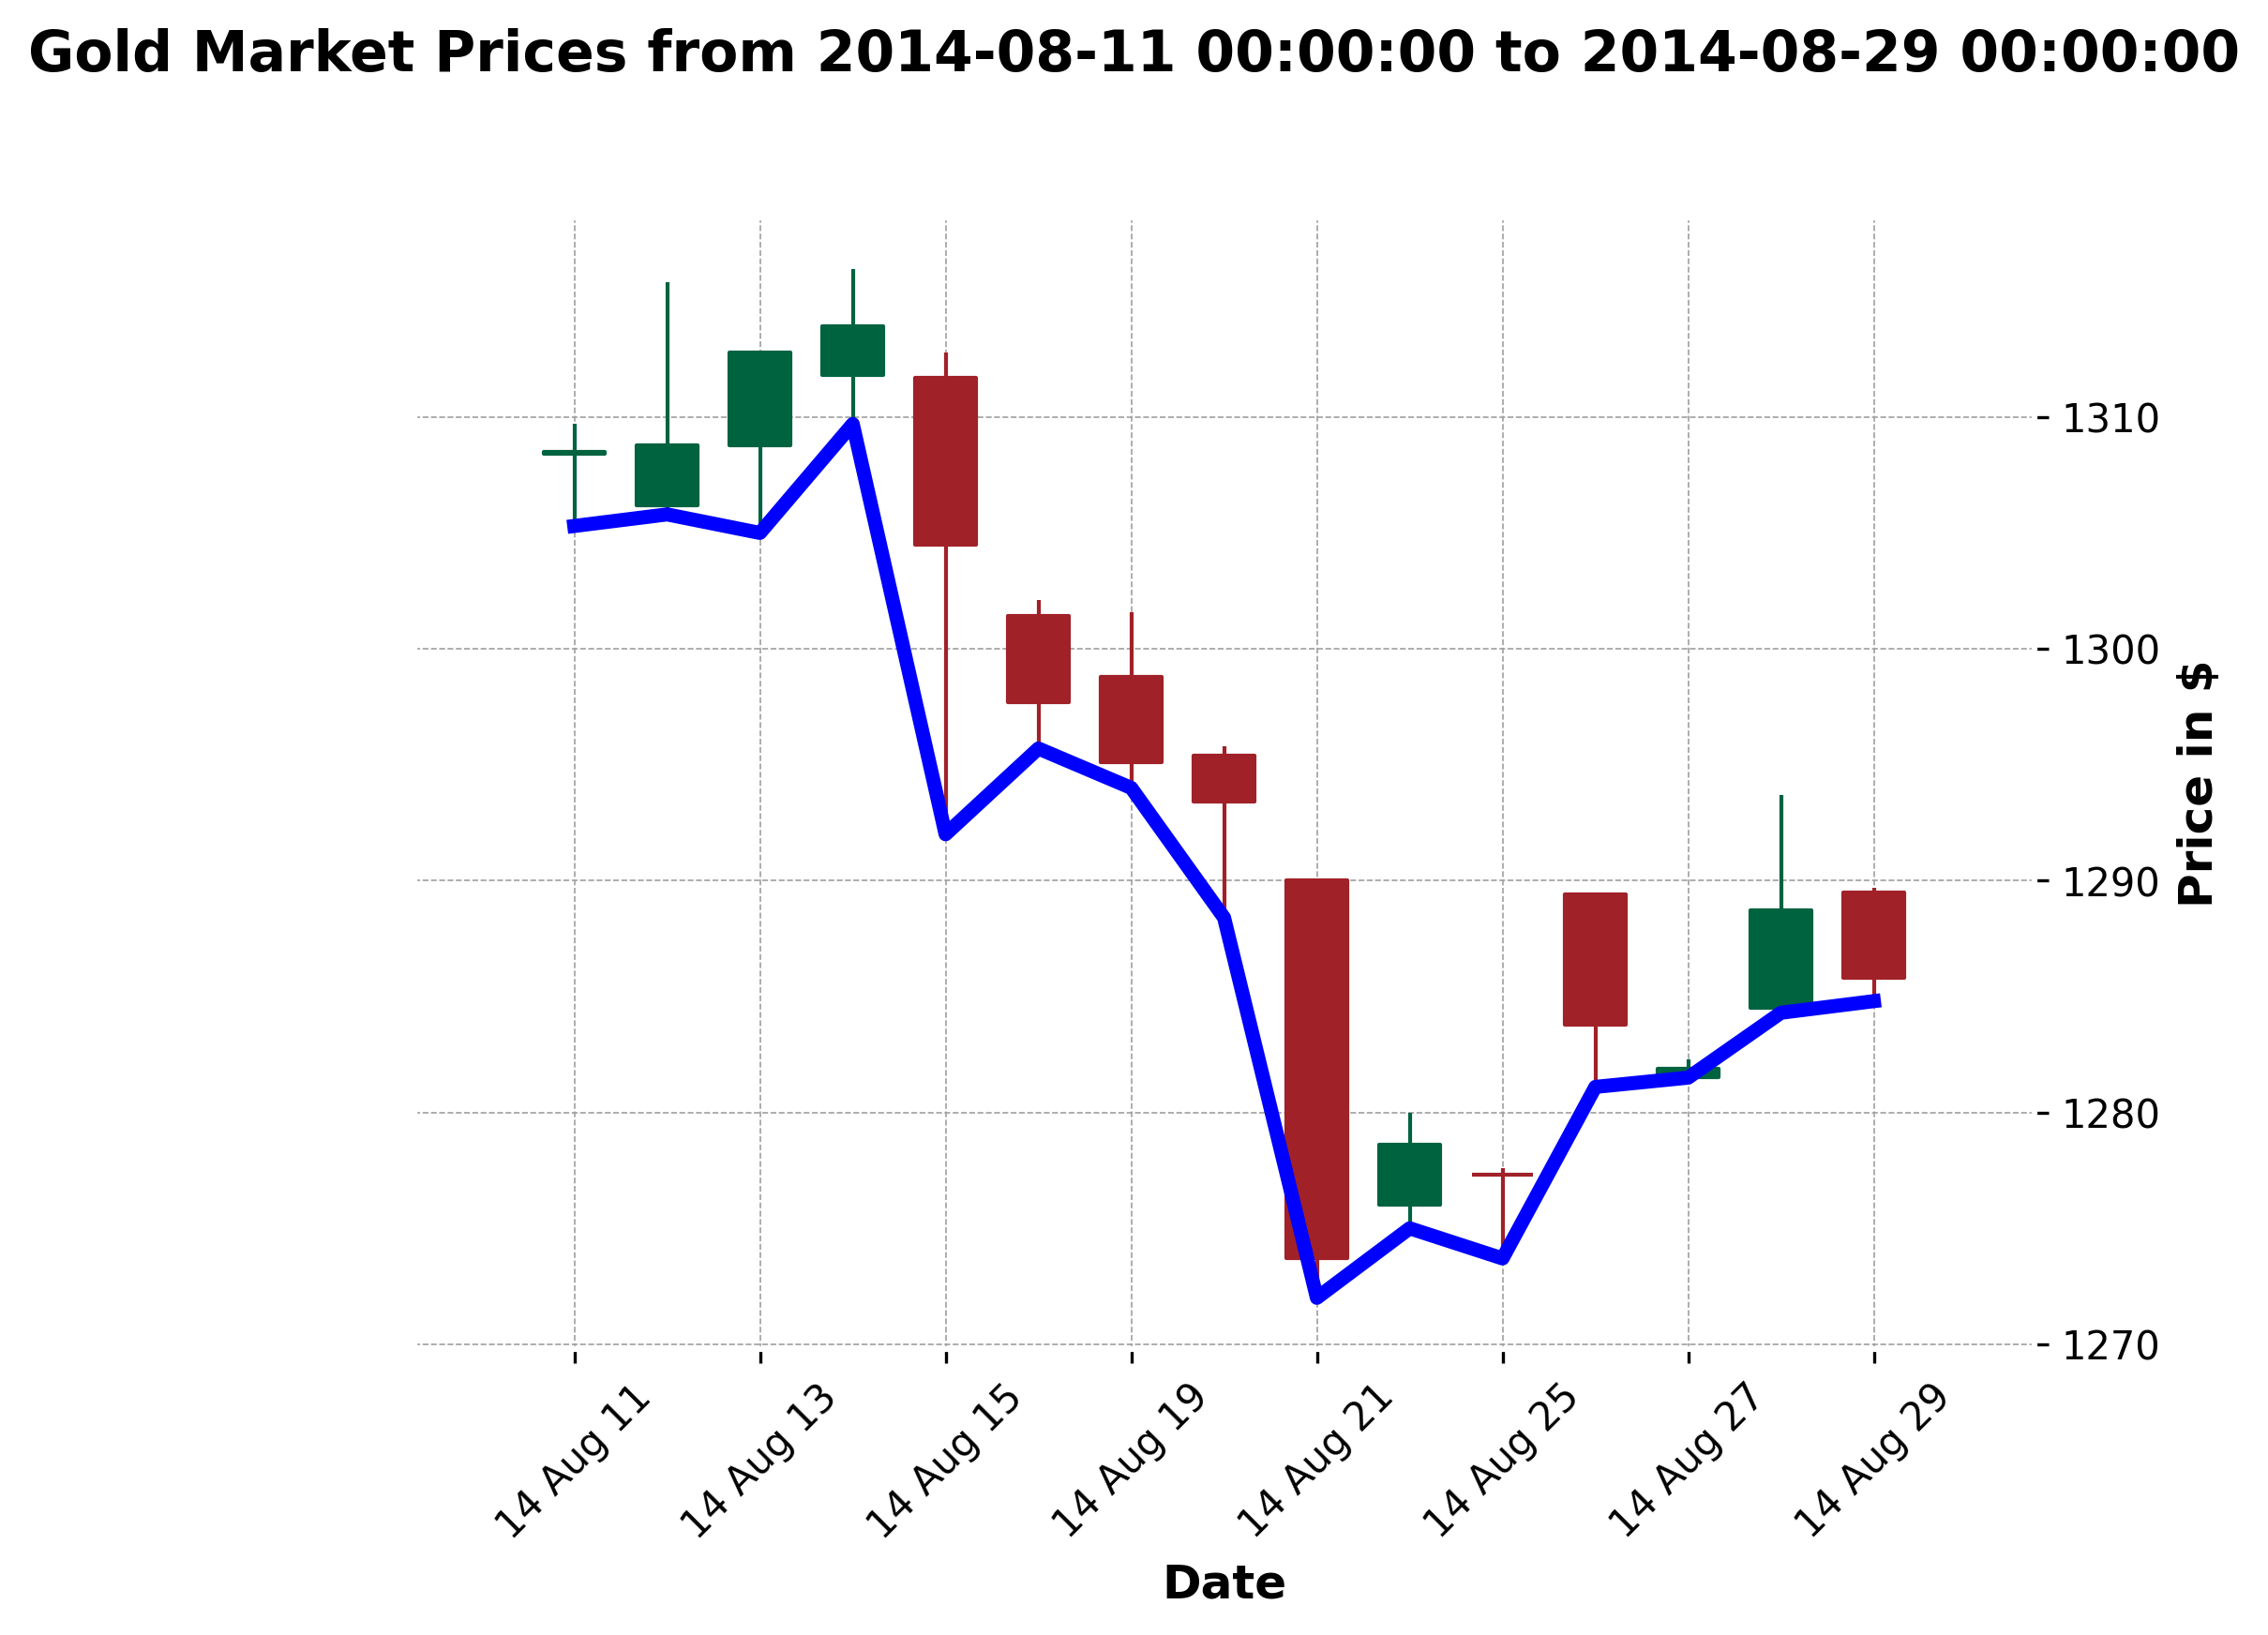 Gold Market Prices from 2014-08-11 00:00:00 to 2014-08-29 00:00:00
1310
1300
1290
1280
1270
Price in $
14 Aug 11
14 Aug 13
14 Aug 15
14 Aug 19
14 Aug 21
14 Aug 25
14 Aug 27
14 Aug 29
Date